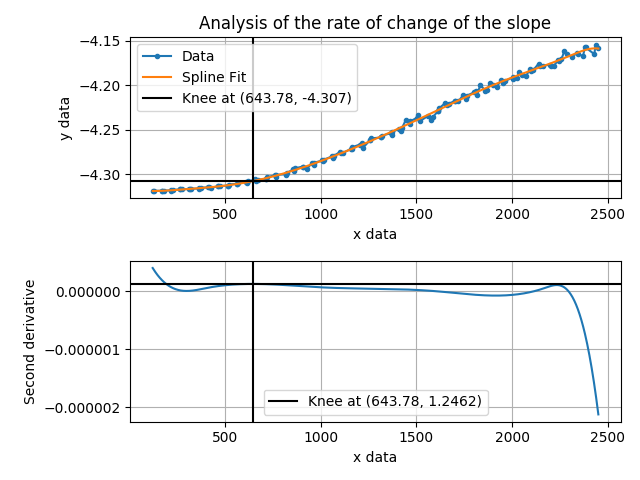 Analysis of the rate of change of the slope
−4.15
−4.20
−4.25
−4.30
y data
Data
Spline Fit
Knee at (643.78, -4.307)
500 1000 1500 2000 2500
x data
0.000000
−0.000001
−0.000002
Second derivative
Knee at (643.78, 1.2462)
500 1000 1500 2000 2500
x data